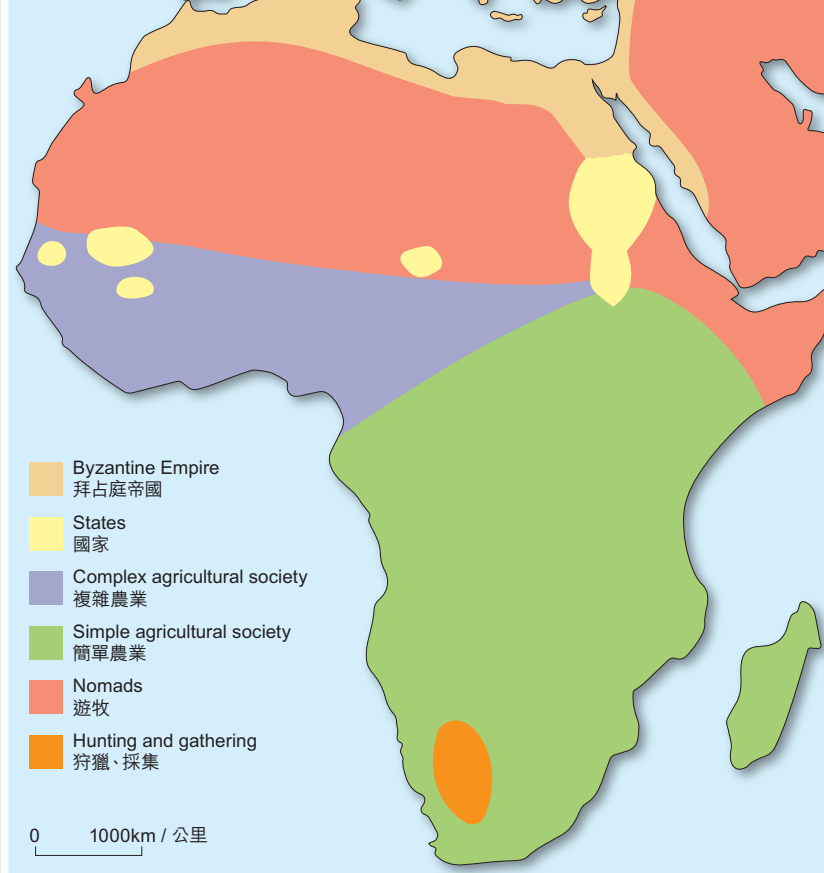 Byzantine Empire
拜占庭帝國
States
國家
Complex agricultural society
複雜農業
Simple agricultural society
簡單農業
Nomads
遊牧
Hunting and gathering
狩獵、採集
0 1000km / 公里